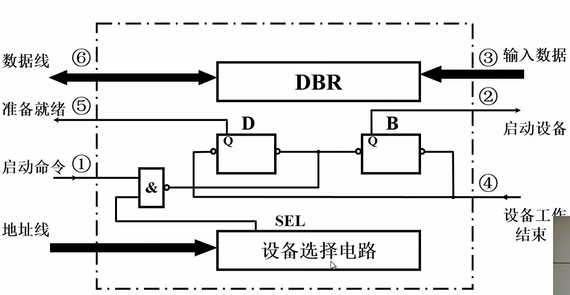 数据线 ⑥ DBR ③ 输入数据
准备就绪 ⑤ D B ② 启动设备
Q Q
启动命令 ① & ④ 设备工作
结束
地址线 SEL
设备选择电路